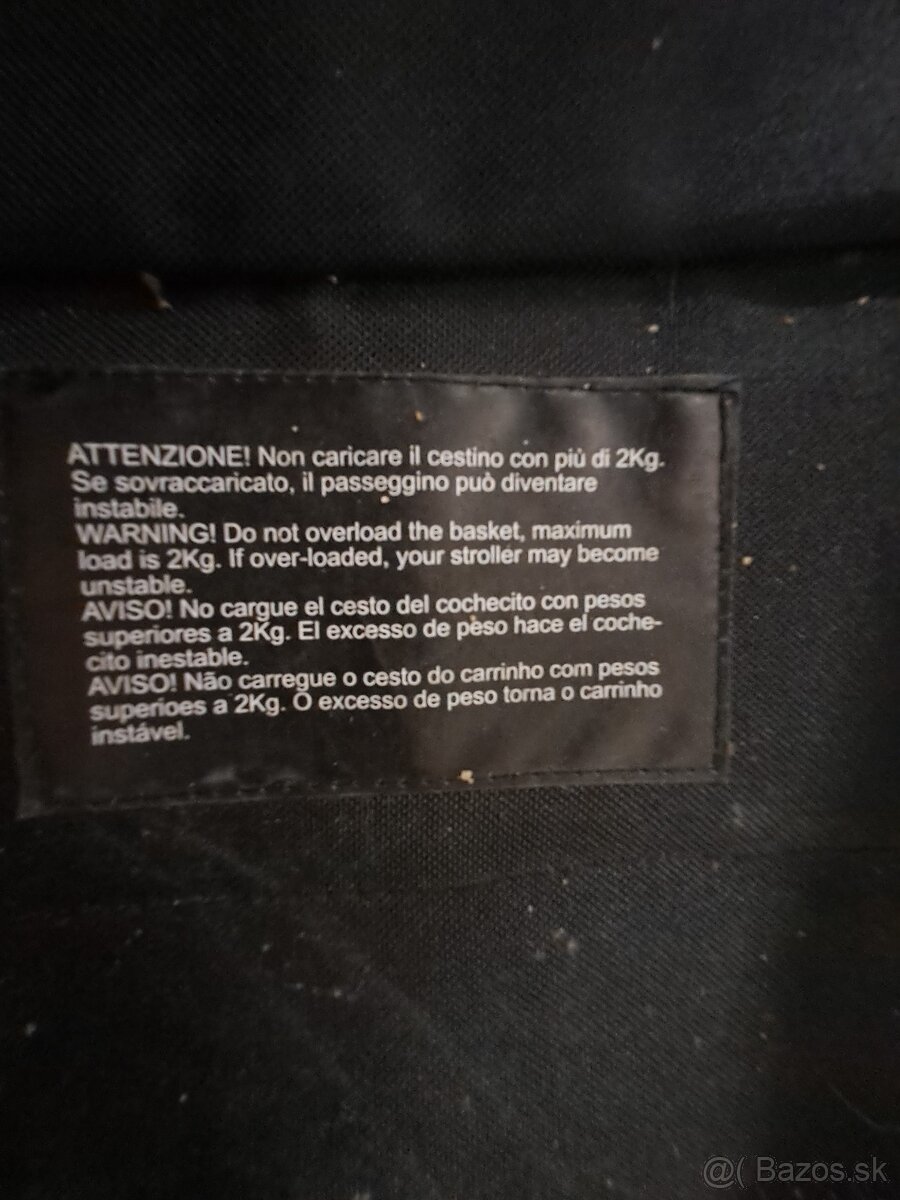 ATTENZIONE! Non caricare il cestino con più di 2Kg.
Se sovraccaricato, il passeggino può diventare
instabile.
WARNING! Do not overload the basket, maximum
load is 2Kg. If over-loaded, your stroller may become
unstable.
AVISO! No cargue el cesto del cochecito con pesos
superiores a 2Kg. El excesso de peso hace el coche-
cito inestable.
AVISO! Não carregue o cesto do carrinho com pesos
superioes a 2Kg. O excesso de peso torna o carrinho
instável.
@( Bazos.sk